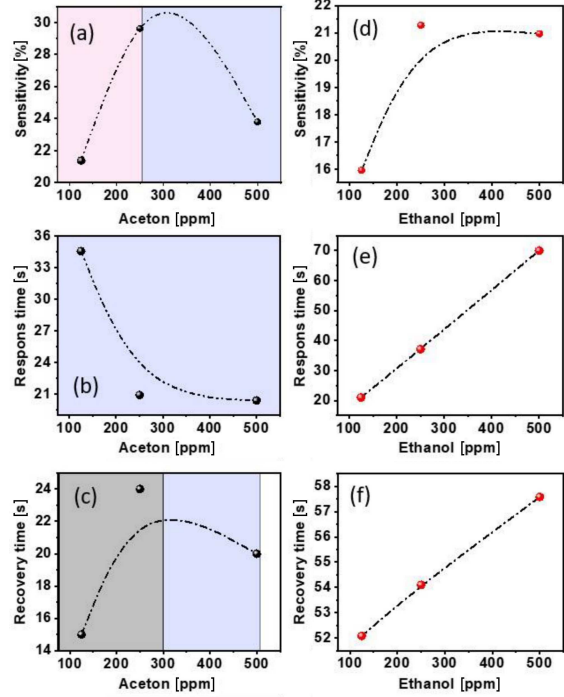 (a)
Sensitivity [%]
30
28
26
24
22
20
100 200 300 400 500
Aceton [ppm]
(d)
Sensitivity [%]
22
21
20
19
18
17
16
100 200 300 400 500
Ethanol [ppm]
(b)
Respons time [s]
36
33
30
27
24
21
100 200 300 400 500
Aceton [ppm]
(e)
Respons time [s]
70
60
50
40
30
20
100 200 300 400 500
Ethanol [ppm]
(c)
Recovery time [s]
24
22
20
18
16
14
100 200 300 400 500
Aceton [ppm]
(f)
Recovery time [s]
58
57
56
55
54
53
52
100 200 300 400 500
Ethanol [ppm]